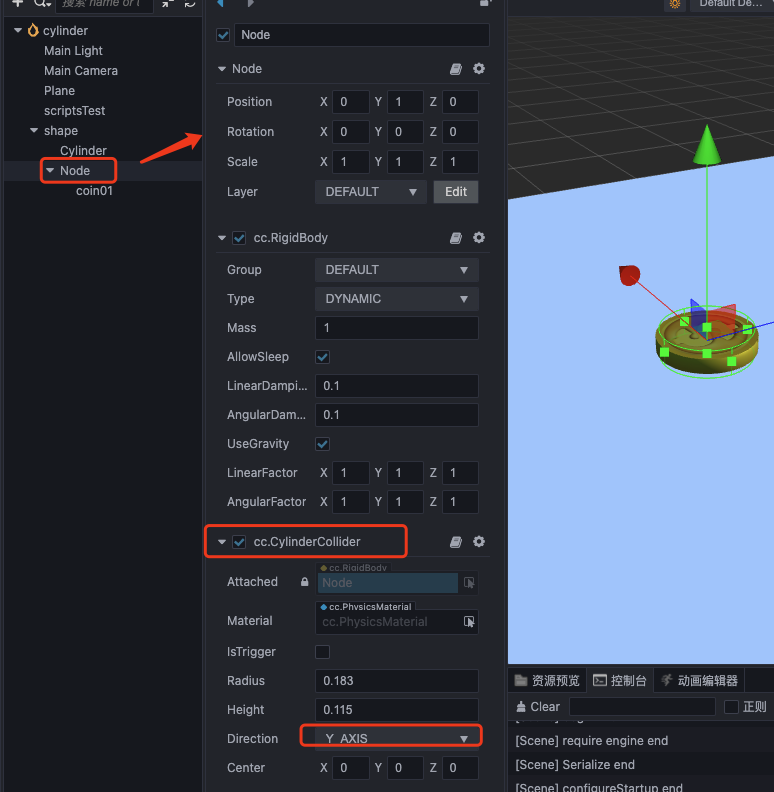 搜索 name or t
cylinder
Main Light
Main Camera
Plane
scriptsTest
shape
Cylinder
Node
coin01
Node
Node
Position X 0 Y 1 Z 0
Rotation X 0 Y 0 Z 0
Scale X 1 Y 1 Z 1
Layer DEFAULT Edit
cc.RigidBody
Group DEFAULT
Type DYNAMIC
Mass 1
AllowSleep
LinearDampi... 0.1
AngularDam... 0.1
UseGravity
LinearFactor X 1 Y 1 Z 1
AngularFactor X 1 Y 1 Z 1
cc.CylinderCollider
cc.RigidBody
Attached Node
cc.PhysicsMaterial
Material cc.PhysicsMaterial
IsTrigger
Radius 0.183
Height 0.115
Direction Y_AXIS
Center X 0 Y 0 Z 0
Default De...
资源预览 控制台 动画编辑器
Clear 正则
[Scene] require engine end
[Scene] Serialize end
[Scene] configureStartup end